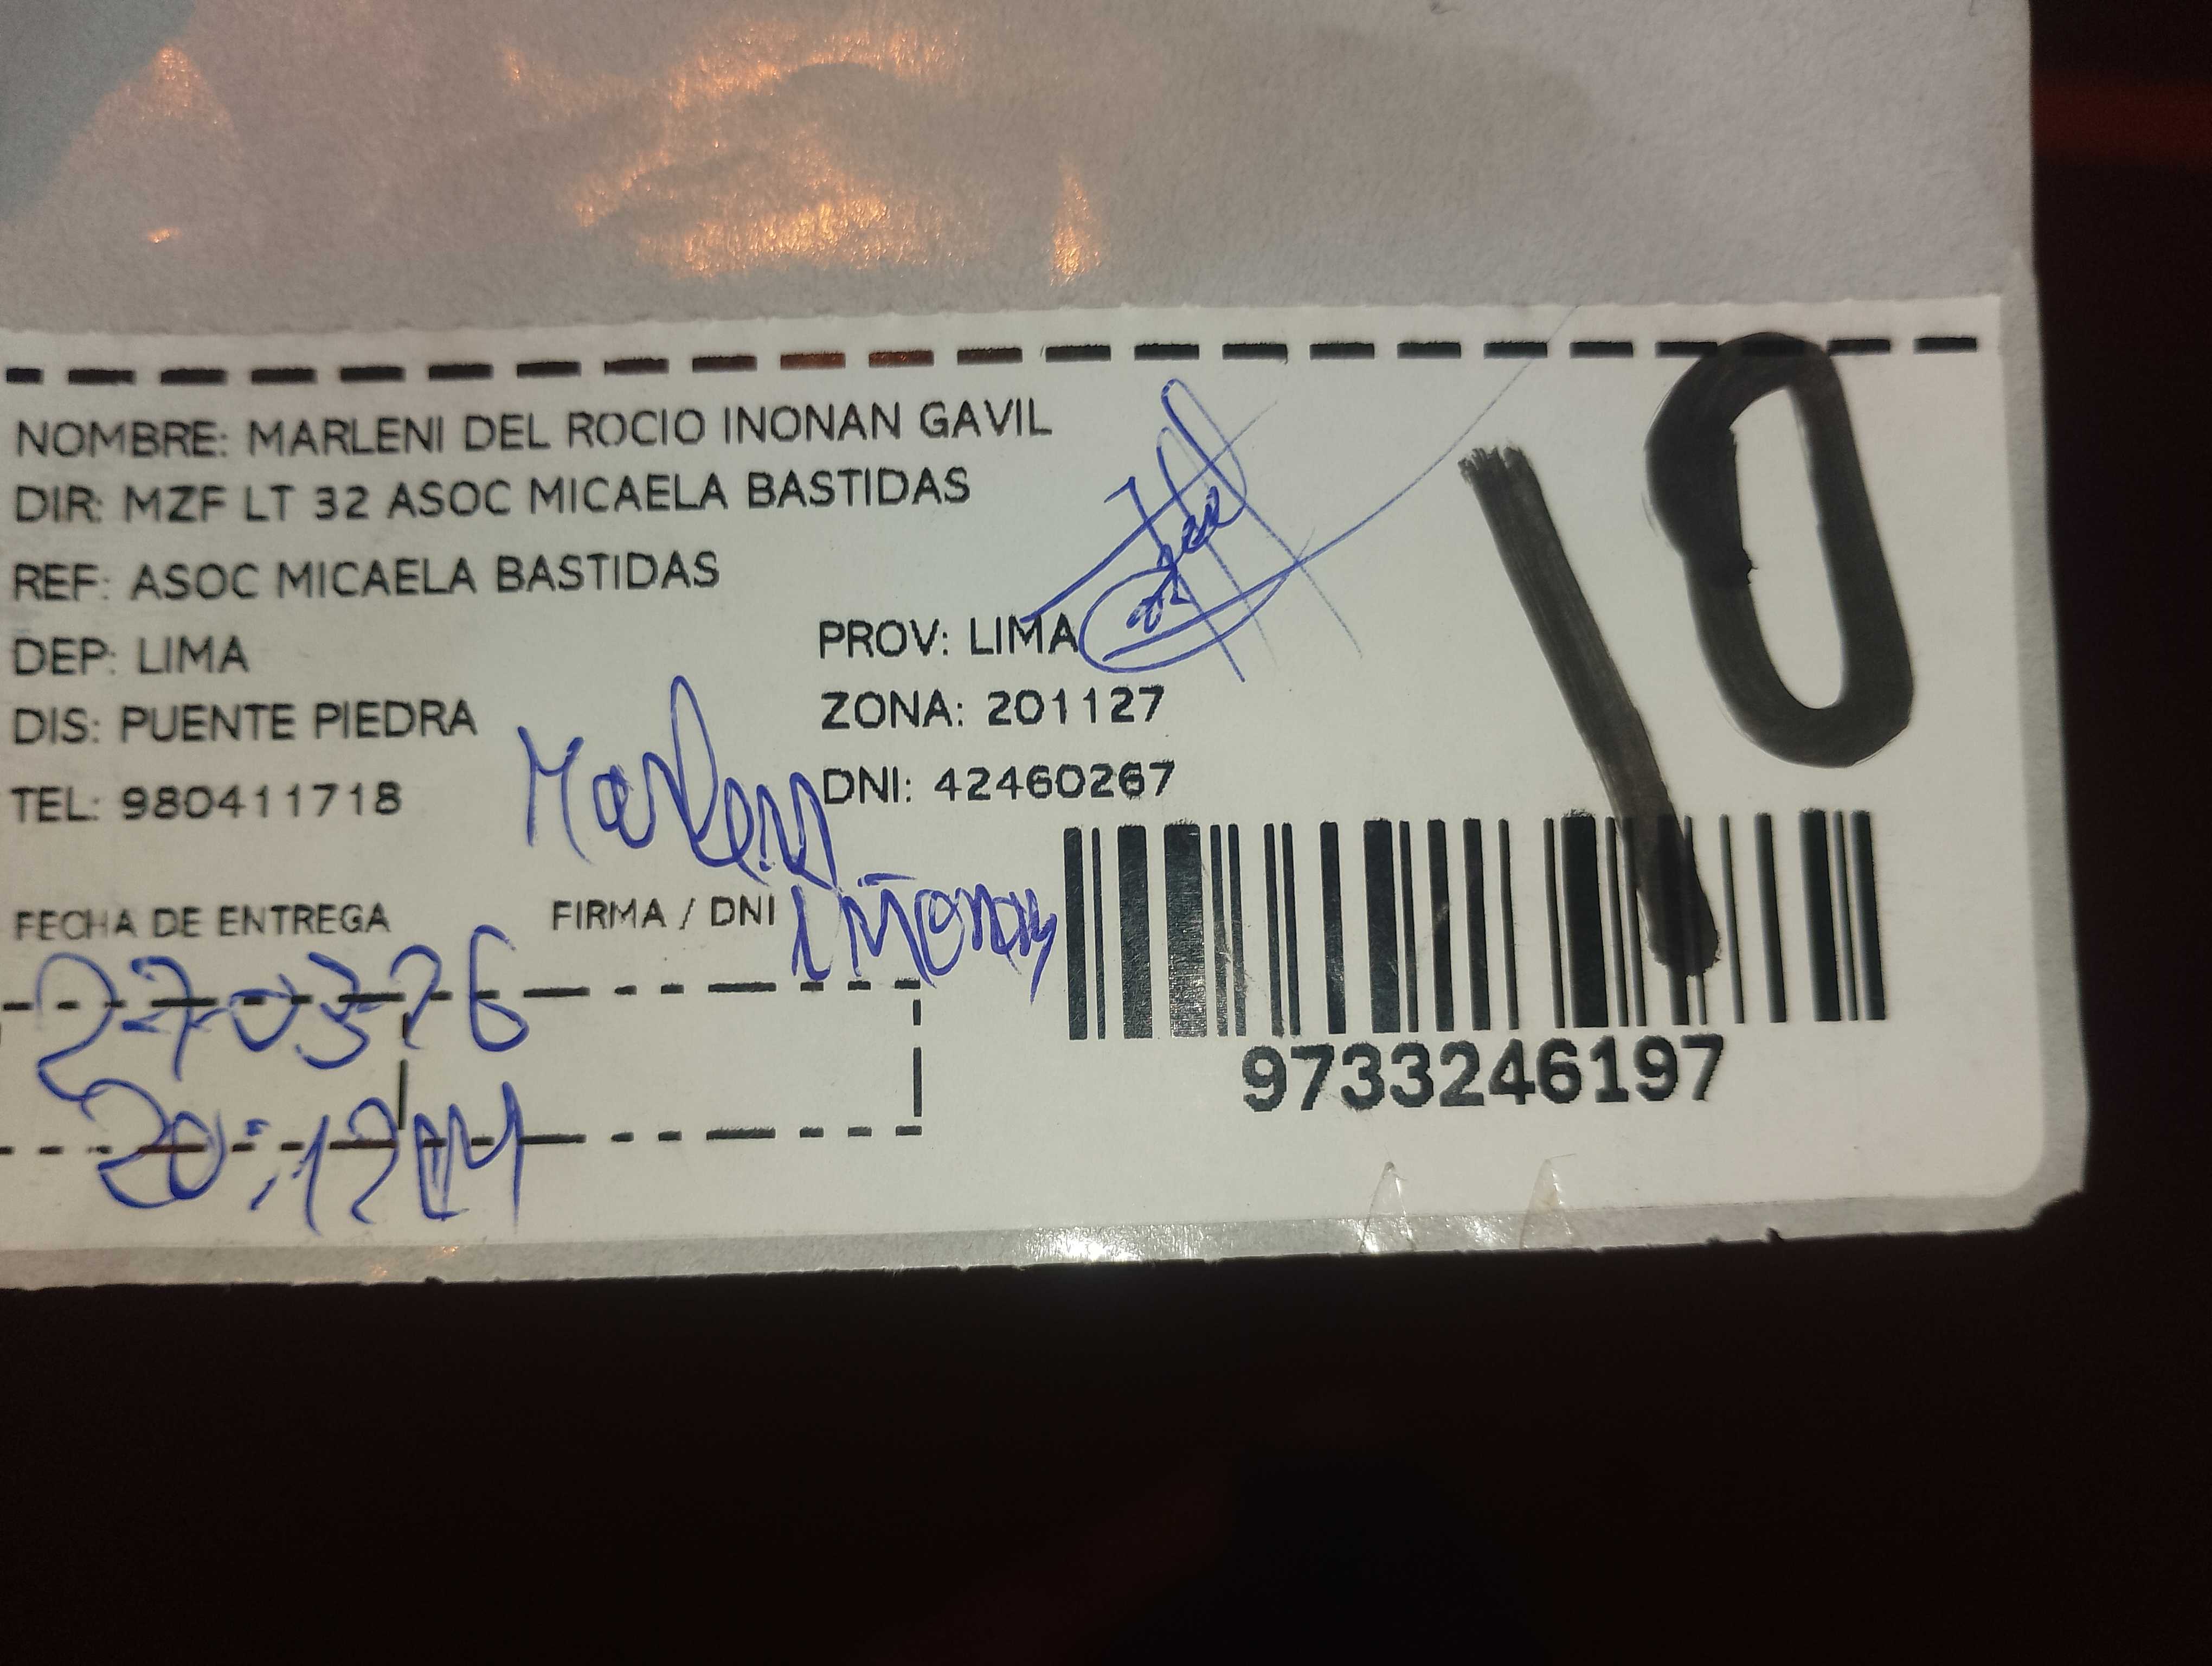 NOMBRE: MARLENI DEL ROCIO INONAN GAVIL
DIR: MZF LT 32 ASOC MICAELA BASTIDAS
REF: ASOC MICAELA BASTIDAS
DEP: LIMA PROV: LIMA
DIS: PUENTE PIEDRA ZONA: 201127
TEL: 980411718 DNI: 42460267
Marleny
Iñonan
FECHA DE ENTREGA FIRMA / DNI
27-03-26
20:12
10
9733246197